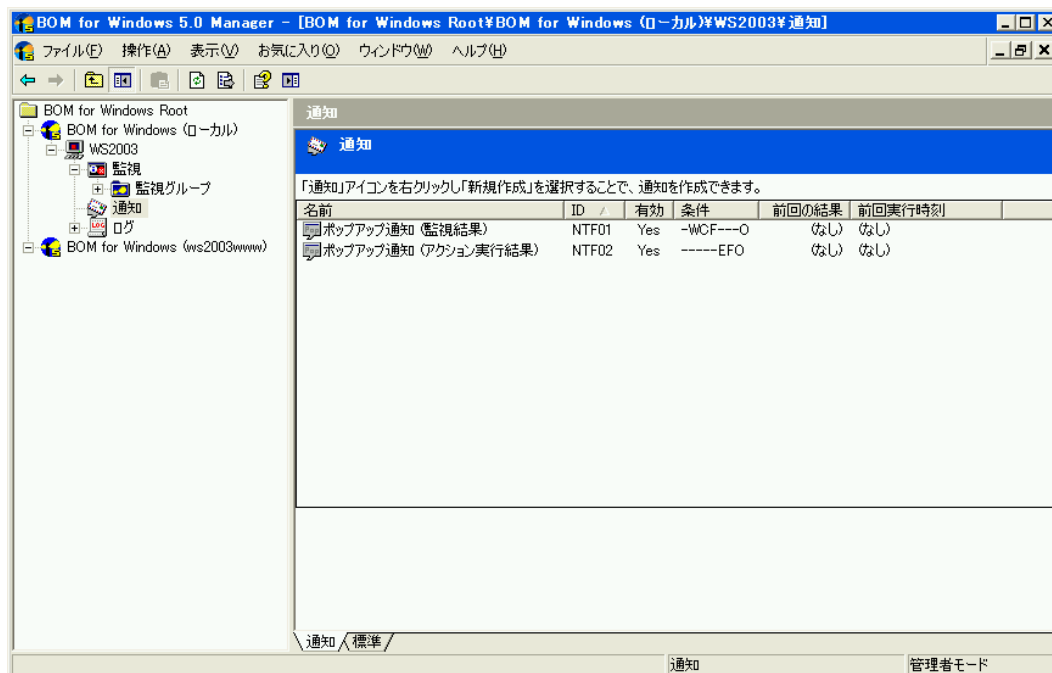 BOM for Windows 5.0 Manager - [BOM for Windows Root¥BOM for Windows (ローカル)¥WS2003¥通知]
ファイル(F) 操作(A) 表示(V) お気に入り(O) ウィンドウ(W) ヘルプ(H)
BOM for Windows Root
BOM for Windows (ローカル)
WS2003
監視
監視グループ
通知
LOG ログ
BOM for Windows (ws2003www)
通知
通知
「通知」アイコンを右クリックし「新規作成」を選択することで、通知を作成できます。
名前 ID 有効 条件 前回の結果 前回実行時刻
ポップアップ通知 (監視結果) NTF01 Yes -WCF---O (なし) (なし)
ポップアップ通知 (アクション実行結果) NTF02 Yes -----EFO (なし) (なし)
通知 標準
通知 管理者モード